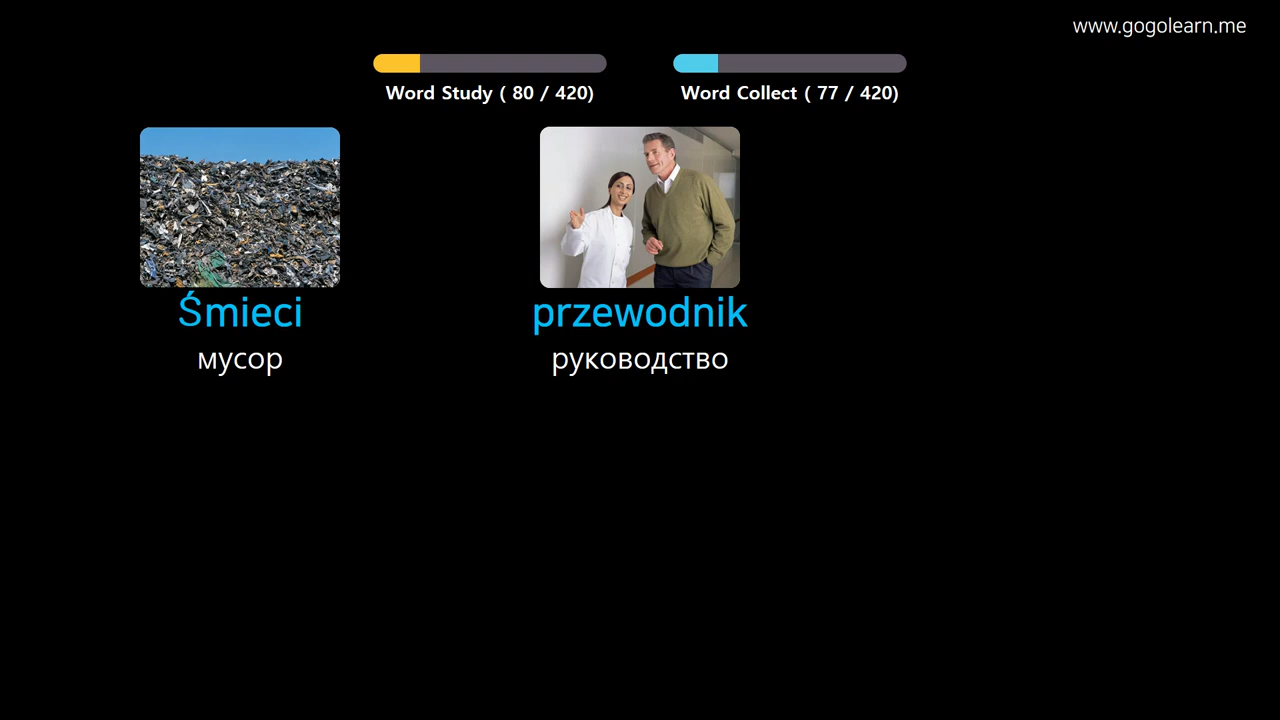 www.gogolearn.me
Word Study ( 80 / 420)
Word Collect ( 77 / 420)
Śmieci
przewodnik
мусор
руководство